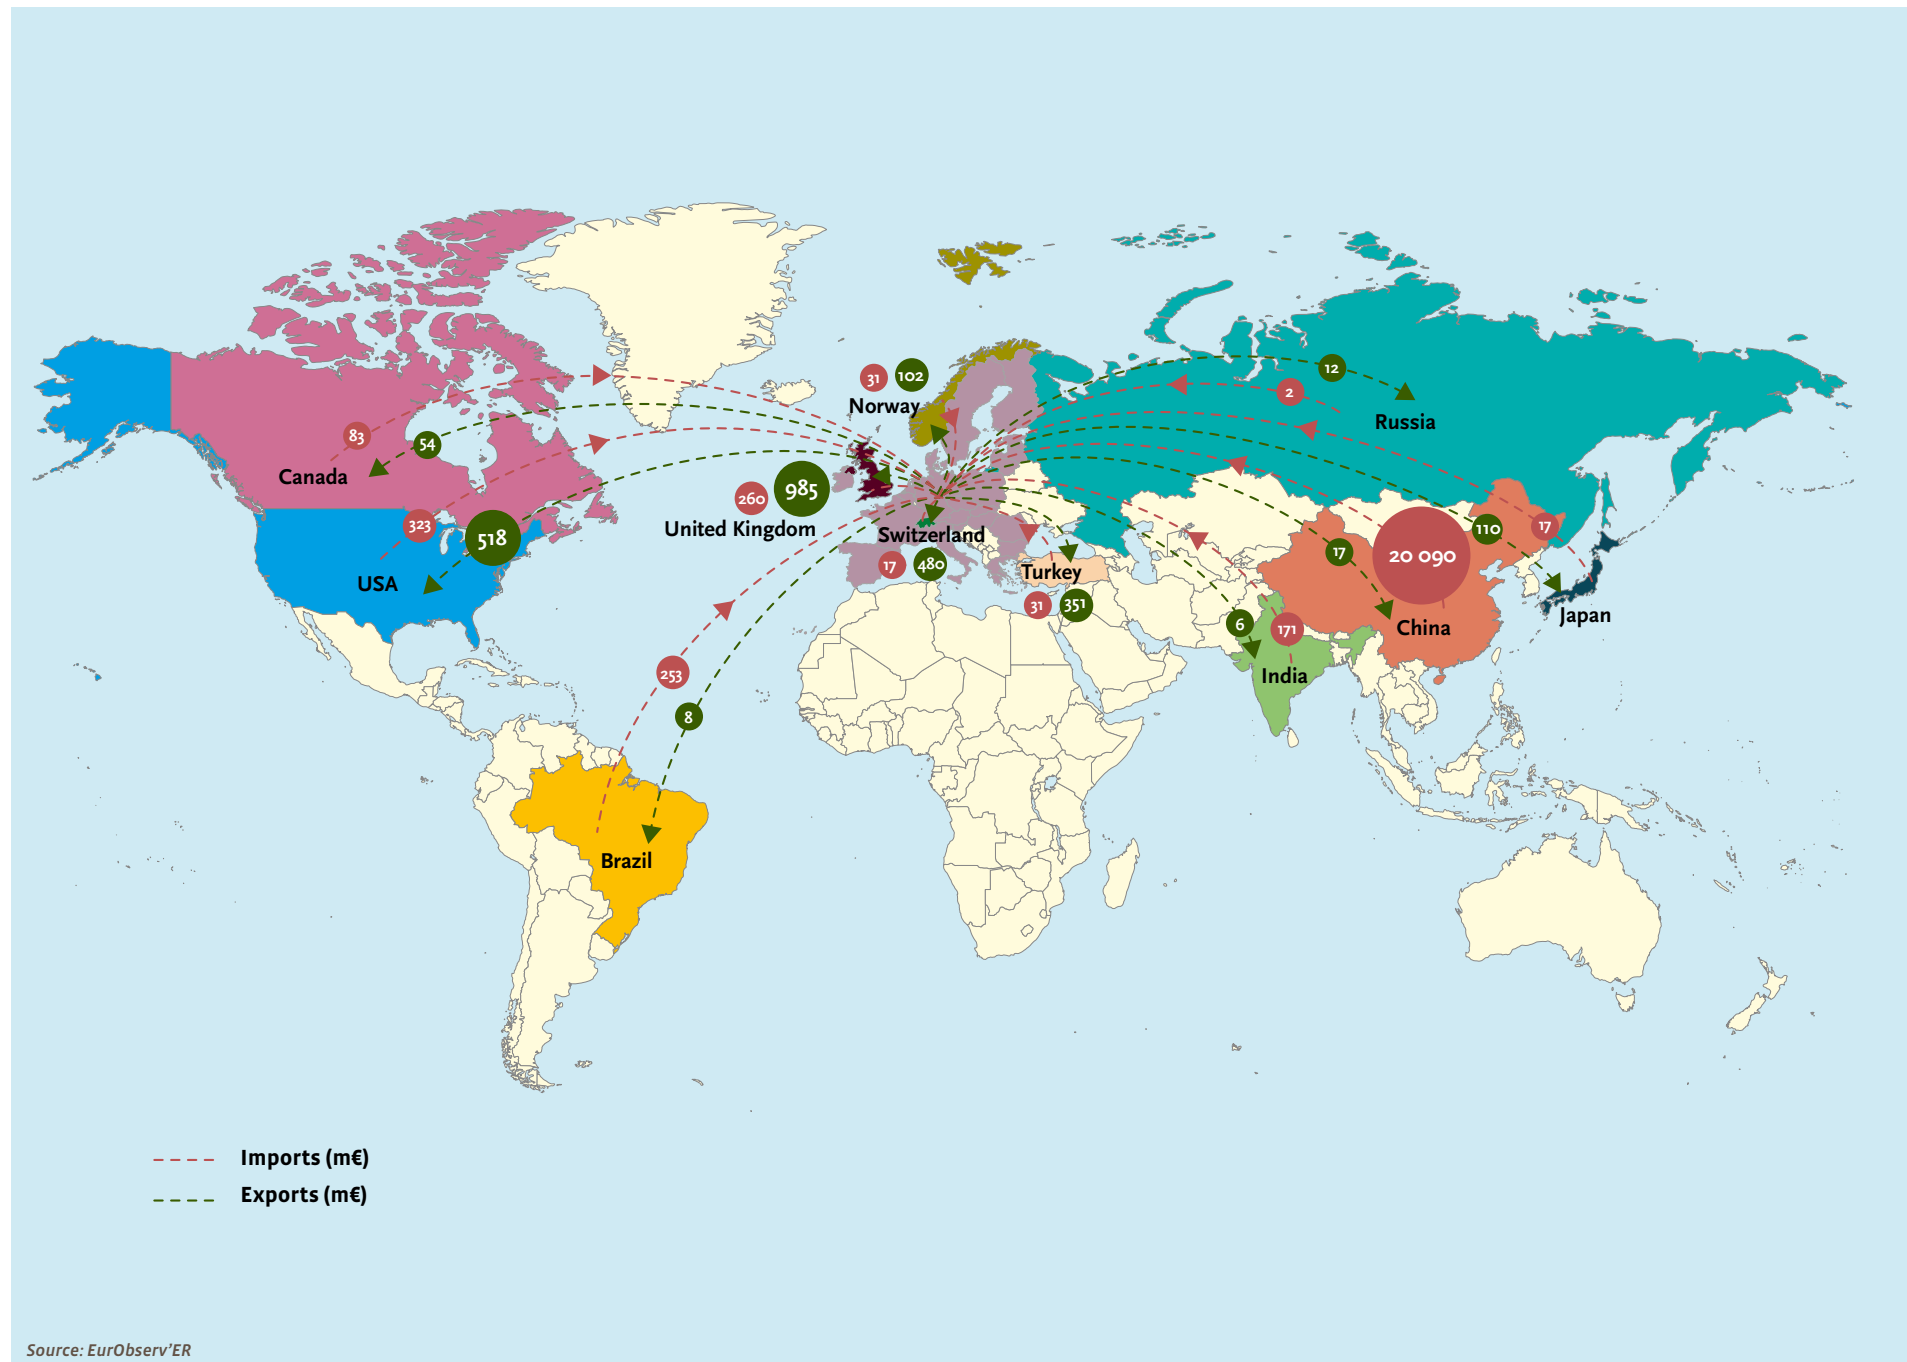 31 102
Norway
12
2
Russia
83
54
Canada
260 985
United Kingdom
323
518
USA
Switzerland
17 480
Turkey
31 351
17
20 090
110
17
Japan
China
6
171
India
253
8
Brazil
Imports (m€)
Exports (m€)
Source: EurObserv'ER